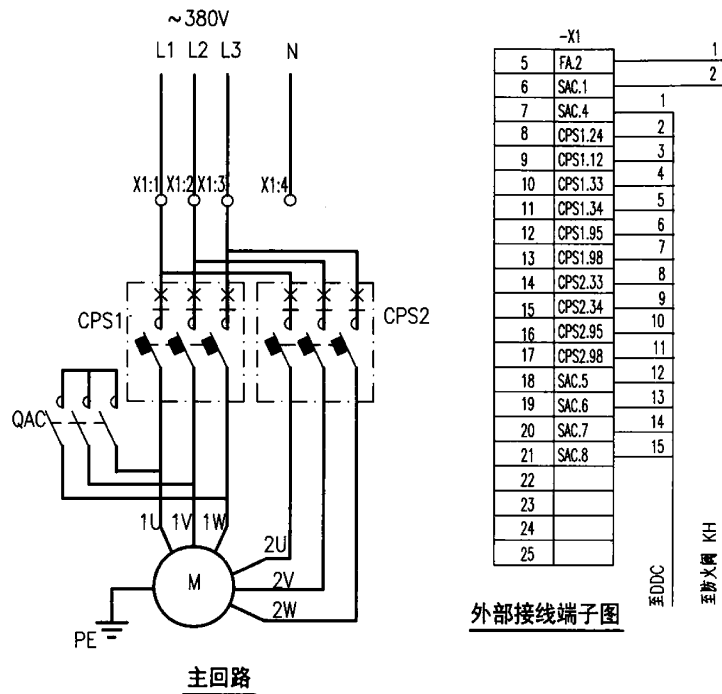 ~380V
L1 L2 L3 N
X1:1 X1:2 X1:3 X1:4
CPS1
CPS2
QAC
1U 1V 1W
2U
2V
2W
M
PE
主回路
-X1
5 FA.2 1
6 SAC.1 2
7 SAC.4 1
8 CPS1.24 2
9 CPS1.12 3
10 CPS1.33 4
11 CPS1.34 5
12 CPS1.95 6
13 CPS1.98 7
14 CPS2.33 8
15 CPS2.34 9
16 CPS2.95 10
17 CPS2.98 11
18 SAC.5 12
19 SAC.6 13
20 SAC.7 14
21 SAC.8 15
22
23
24
25
至DDC
至防火阀 KH
外部接线端子图